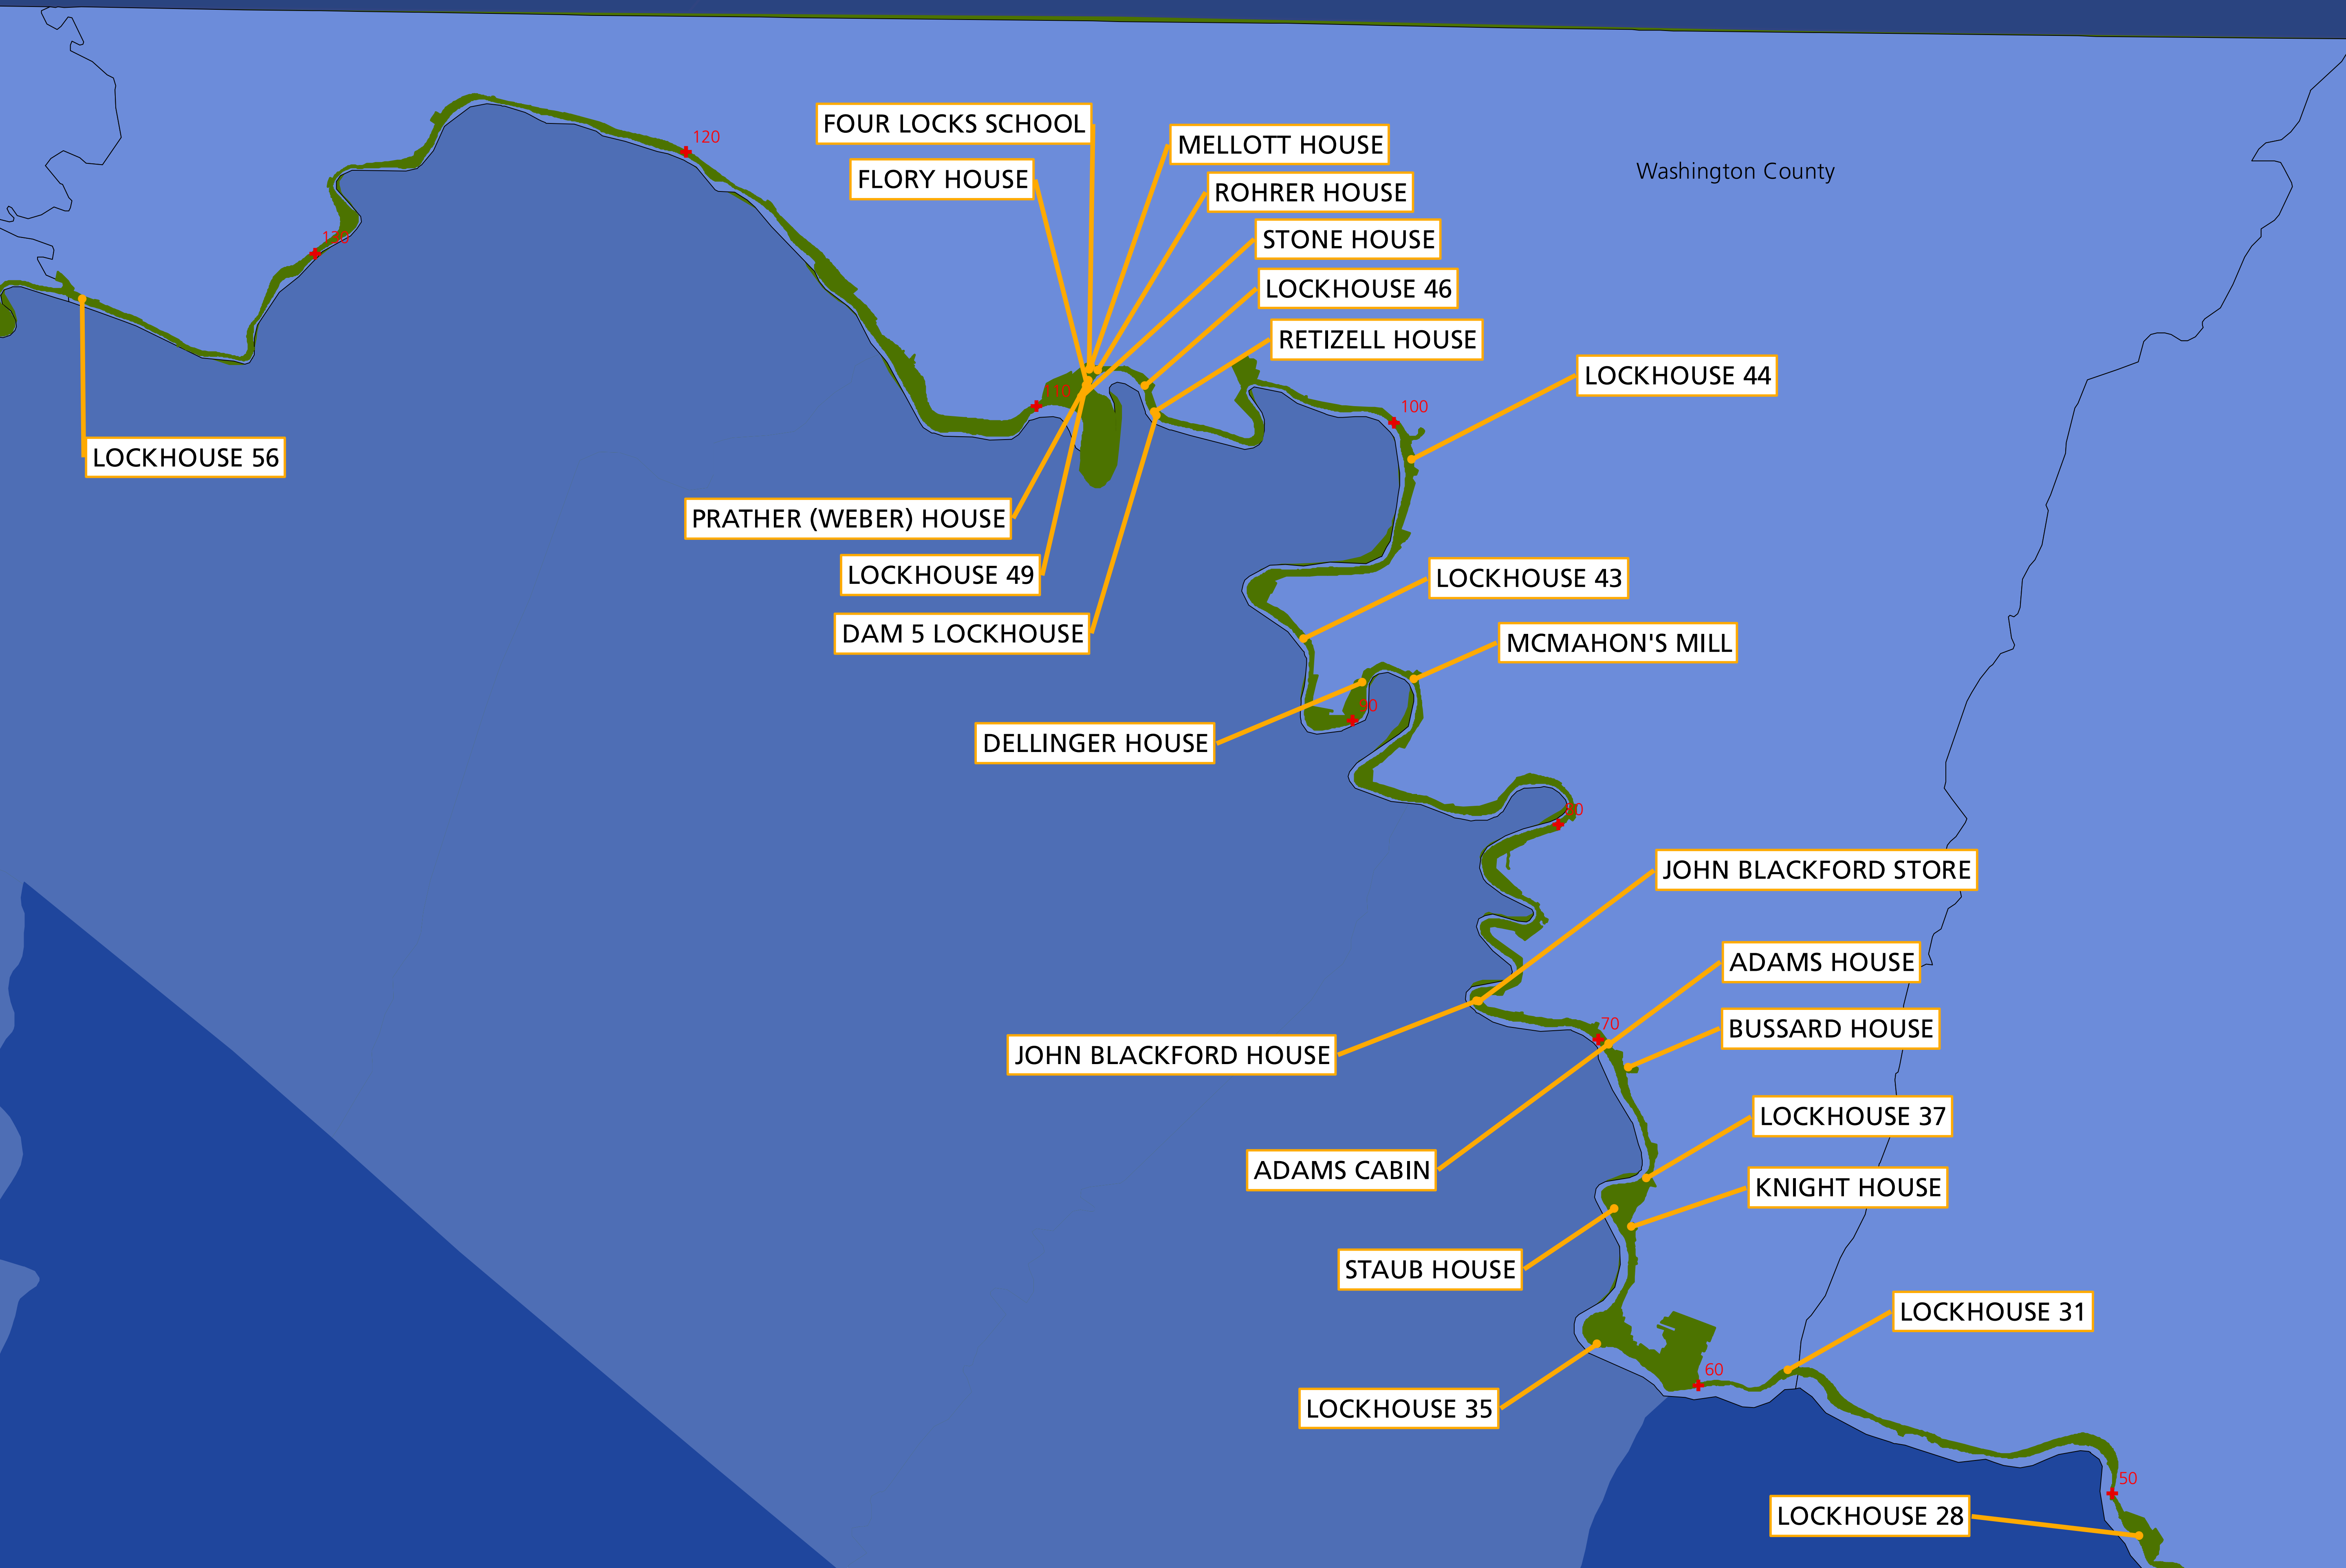 120
FOUR LOCKS SCHOOL
MELLOTT HOUSE
Washington County
FLORY HOUSE
ROHRER HOUSE
130
STONE HOUSE
LOCKHOUSE 46
RETIZELL HOUSE
LOCKHOUSE 44
110
100
LOCKHOUSE 56
PRATHER (WEBER) HOUSE
LOCKHOUSE 49
LOCKHOUSE 43
DAM 5 LOCKHOUSE
MCMAHON'S MILL
90
DELLINGER HOUSE
80
JOHN BLACKFORD STORE
ADAMS HOUSE
70
BUSSARD HOUSE
JOHN BLACKFORD HOUSE
LOCKHOUSE 37
ADAMS CABIN
KNIGHT HOUSE
STAUB HOUSE
LOCKHOUSE 31
60
LOCKHOUSE 35
50
LOCKHOUSE 28